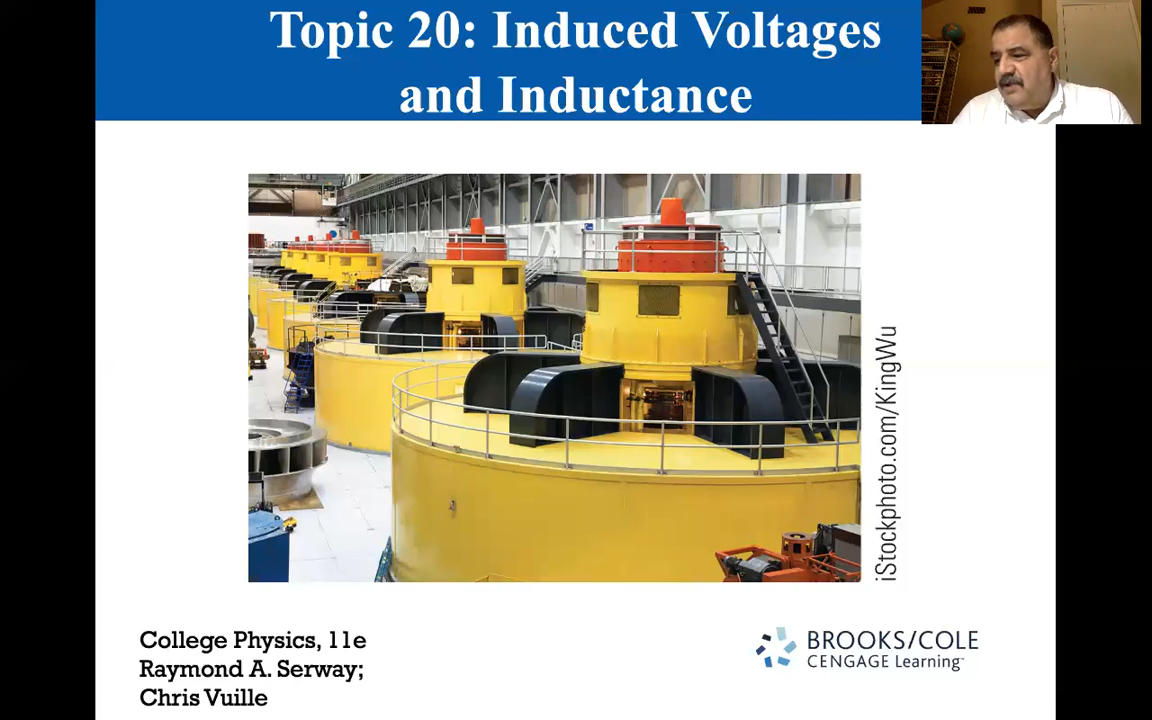 Topic 20: Induced Voltages
and Inductance
iStockphoto.com/KingWu
College Physics, 11e
Raymond A. Serway;
Chris Vuille
BROOKS/COLE
CENGAGE Learning™